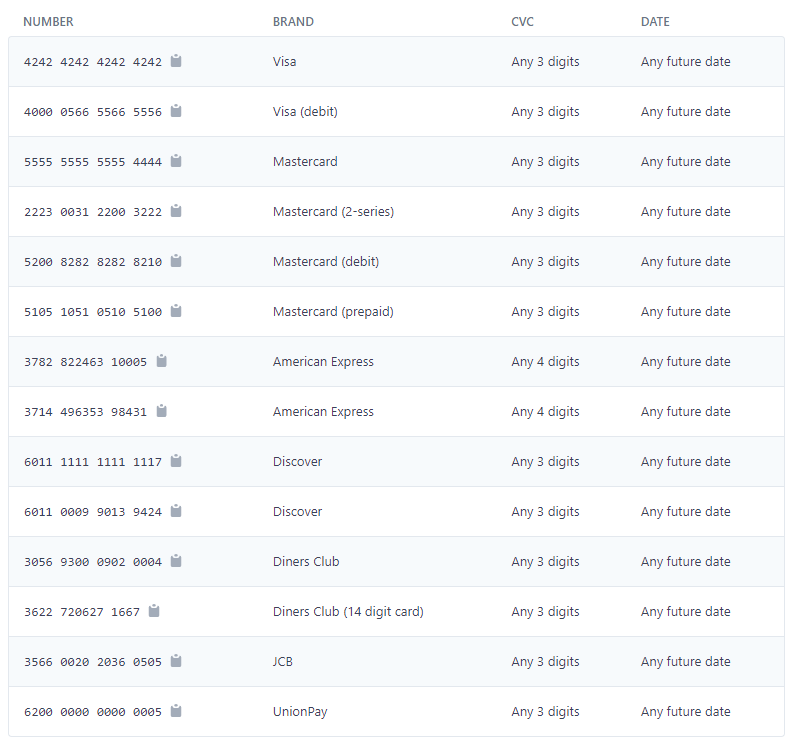 NUMBER BRAND CVC DATE
4242 4242 4242 4242 Visa Any 3 digits Any future date
4000 0566 5566 5556 Visa (debit) Any 3 digits Any future date
5555 5555 5555 4444 Mastercard Any 3 digits Any future date
2223 0031 2200 3222 Mastercard (2-series) Any 3 digits Any future date
5200 8282 8282 8210 Mastercard (debit) Any 3 digits Any future date
5105 1051 0510 5100 Mastercard (prepaid) Any 3 digits Any future date
3782 822463 10005 American Express Any 4 digits Any future date
3714 496353 98431 American Express Any 4 digits Any future date
6011 1111 1111 1117 Discover Any 3 digits Any future date
6011 0009 9013 9424 Discover Any 3 digits Any future date
3056 9300 0902 0004 Diners Club Any 3 digits Any future date
3622 720627 1667 Diners Club (14 digit card) Any 3 digits Any future date
3566 0020 2036 0505 JCB Any 3 digits Any future date
6200 0000 0000 0005 UnionPay Any 3 digits Any future date